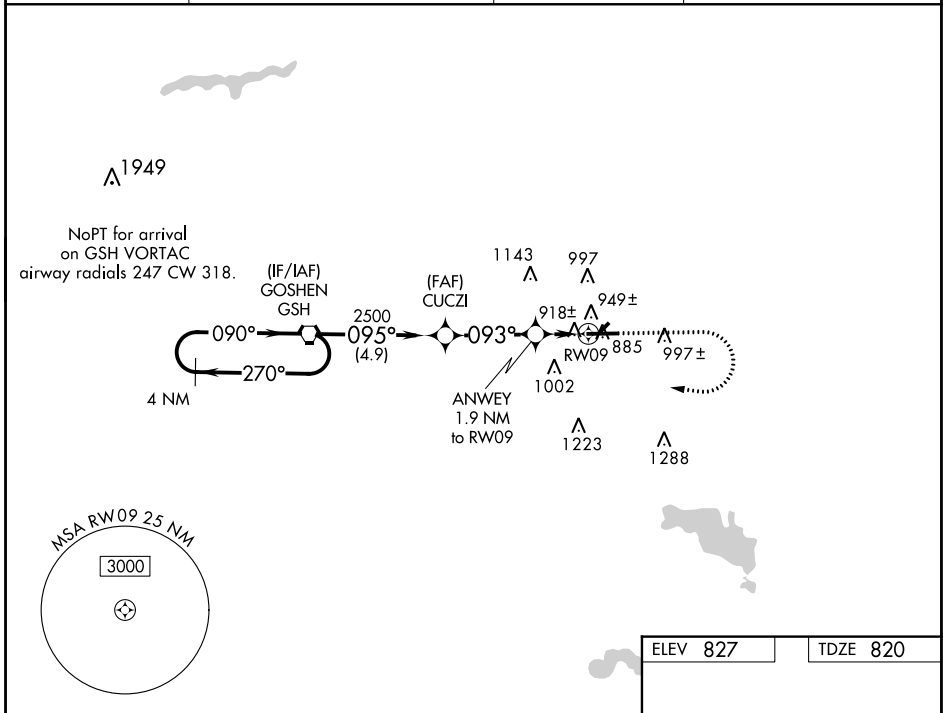 1949
NoPT for arrival
on GSH VORTAC
airway radials 247 CW 318.
(IF/IAF)
GOSHEN
GSH
(FAF)
CUCZI
1143
997
918±
949±
2500
090°
095°
(4.9)
093°
RW09
885
997±
270°
4 NM
ANWEY
1.9 NM
to RW09
1002
1223
1288
MSA RW09 25 NM
3000
ELEV 827
TDZE 820